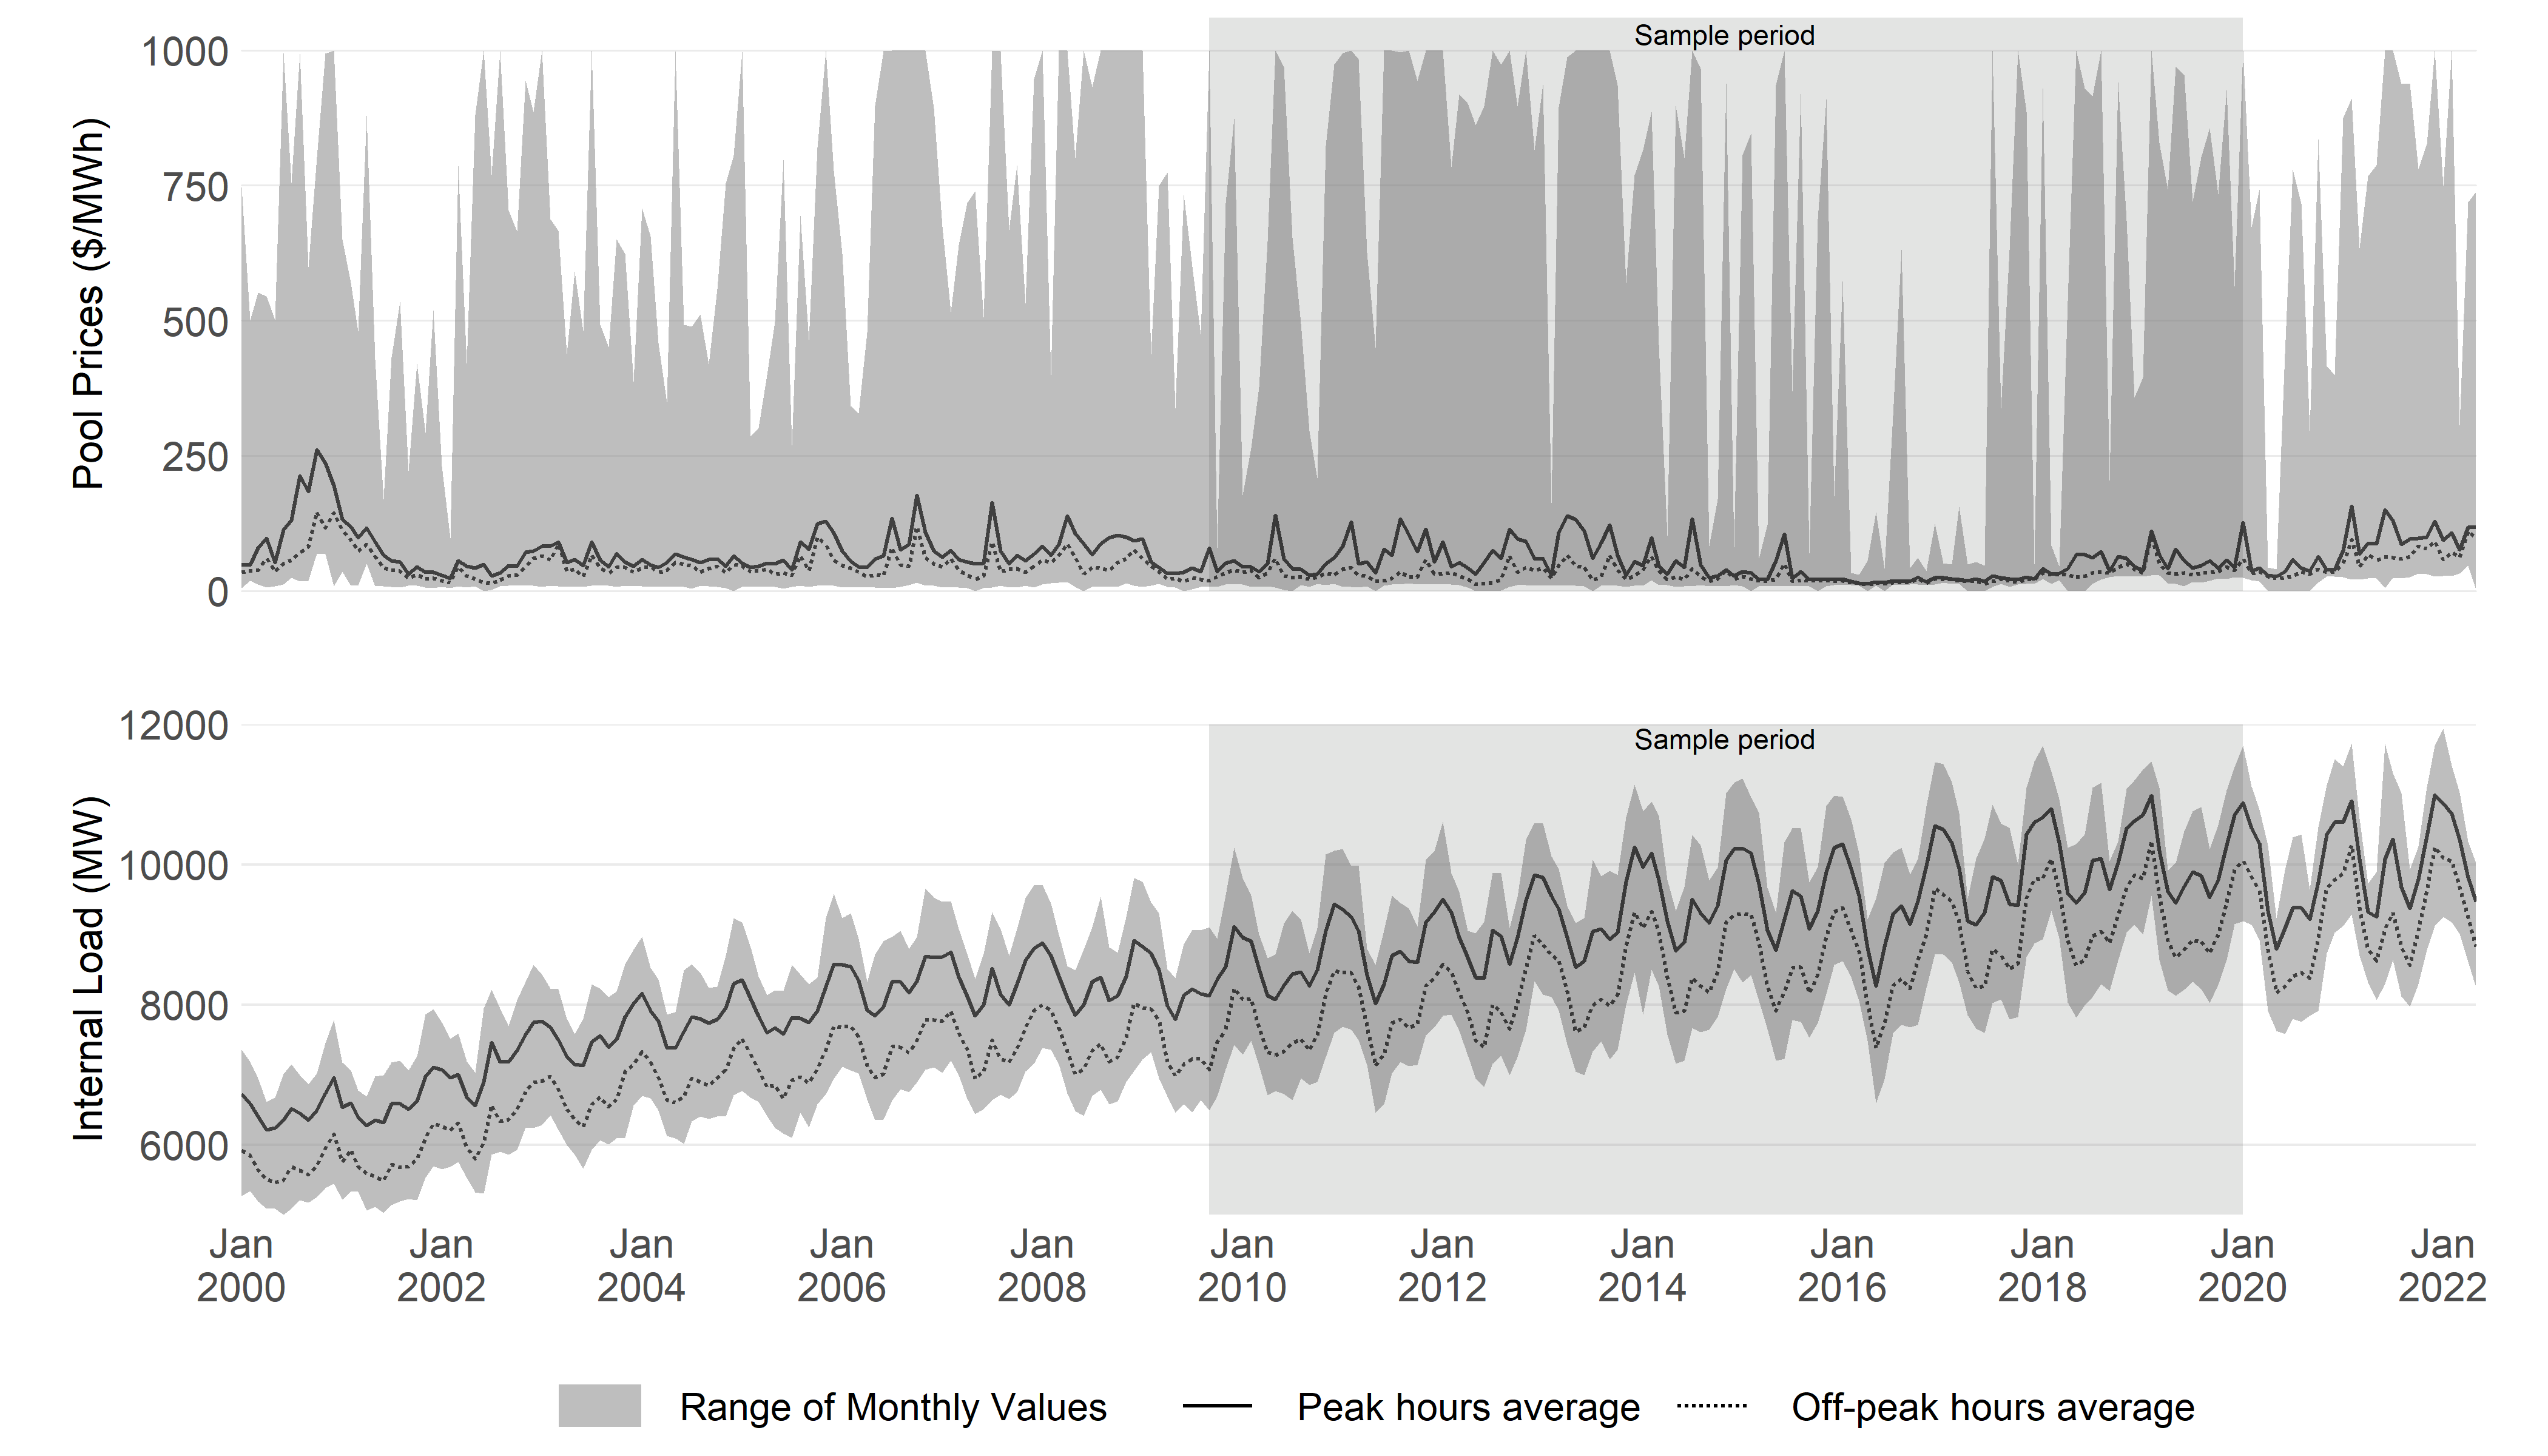 Sample period
1000
750
500
250
0
Pool Prices ($/MWh)
Sample period
12000
10000
8000
6000
Internal Load (MW)
Jan 2000
Jan 2002
Jan 2004
Jan 2006
Jan 2008
Jan 2010
Jan 2012
Jan 2014
Jan 2016
Jan 2018
Jan 2020
Jan 2022
Range of Monthly Values
Peak hours average
Off-peak hours average